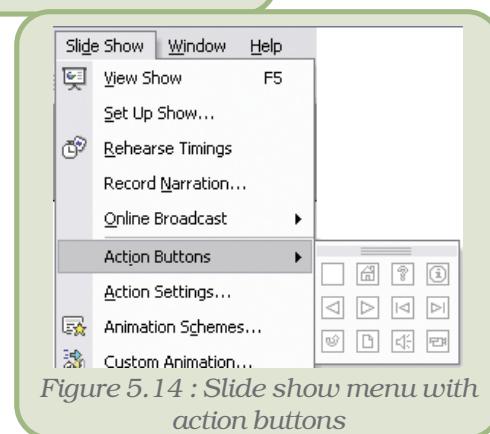 Slide Show Window Help
View Show F5
Set Up Show...
Rehearse Timings
Record Narration...
Online Broadcast
Action Buttons
Action Settings...
Animation Schemes...
Custom Animation...
Figure 5.14 : Slide show menu with
action buttons